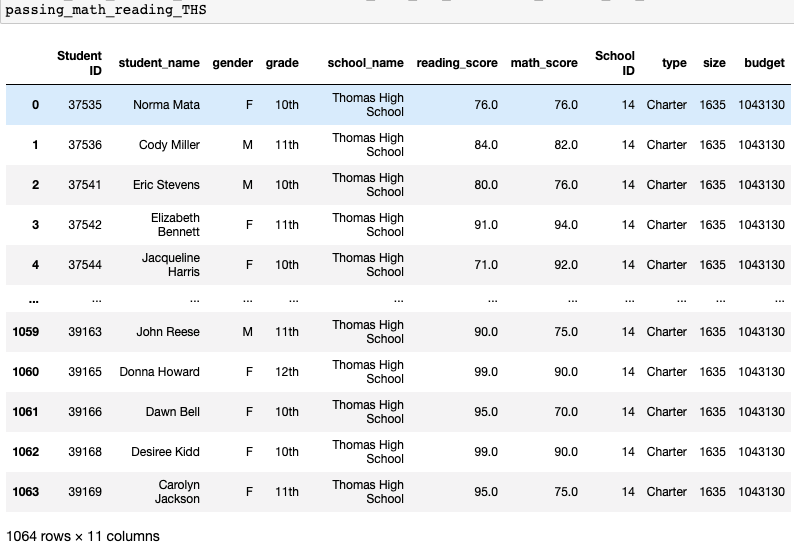 passing_math_reading_THS
Student ID student_name gender grade school_name reading_score math_score School ID type size budget
0 37535 Norma Mata F 10th Thomas High School 76.0 76.0 14 Charter 1635 1043130
1 37536 Cody Miller M 11th Thomas High School 84.0 82.0 14 Charter 1635 1043130
2 37541 Eric Stevens M 10th Thomas High School 80.0 76.0 14 Charter 1635 1043130
3 37542 Elizabeth Bennett F 11th Thomas High School 91.0 94.0 14 Charter 1635 1043130
4 37544 Jacqueline Harris F 10th Thomas High School 71.0 92.0 14 Charter 1635 1043130
... ... ... ... ... ... ... ... ... ... ... ...
1059 39163 John Reese M 11th Thomas High School 90.0 75.0 14 Charter 1635 1043130
1060 39165 Donna Howard F 12th Thomas High School 99.0 90.0 14 Charter 1635 1043130
1061 39166 Dawn Bell F 10th Thomas High School 95.0 70.0 14 Charter 1635 1043130
1062 39168 Desiree Kidd F 10th Thomas High School 99.0 90.0 14 Charter 1635 1043130
1063 39169 Carolyn Jackson F 11th Thomas High School 95.0 75.0 14 Charter 1635 1043130
1064 rows × 11 columns